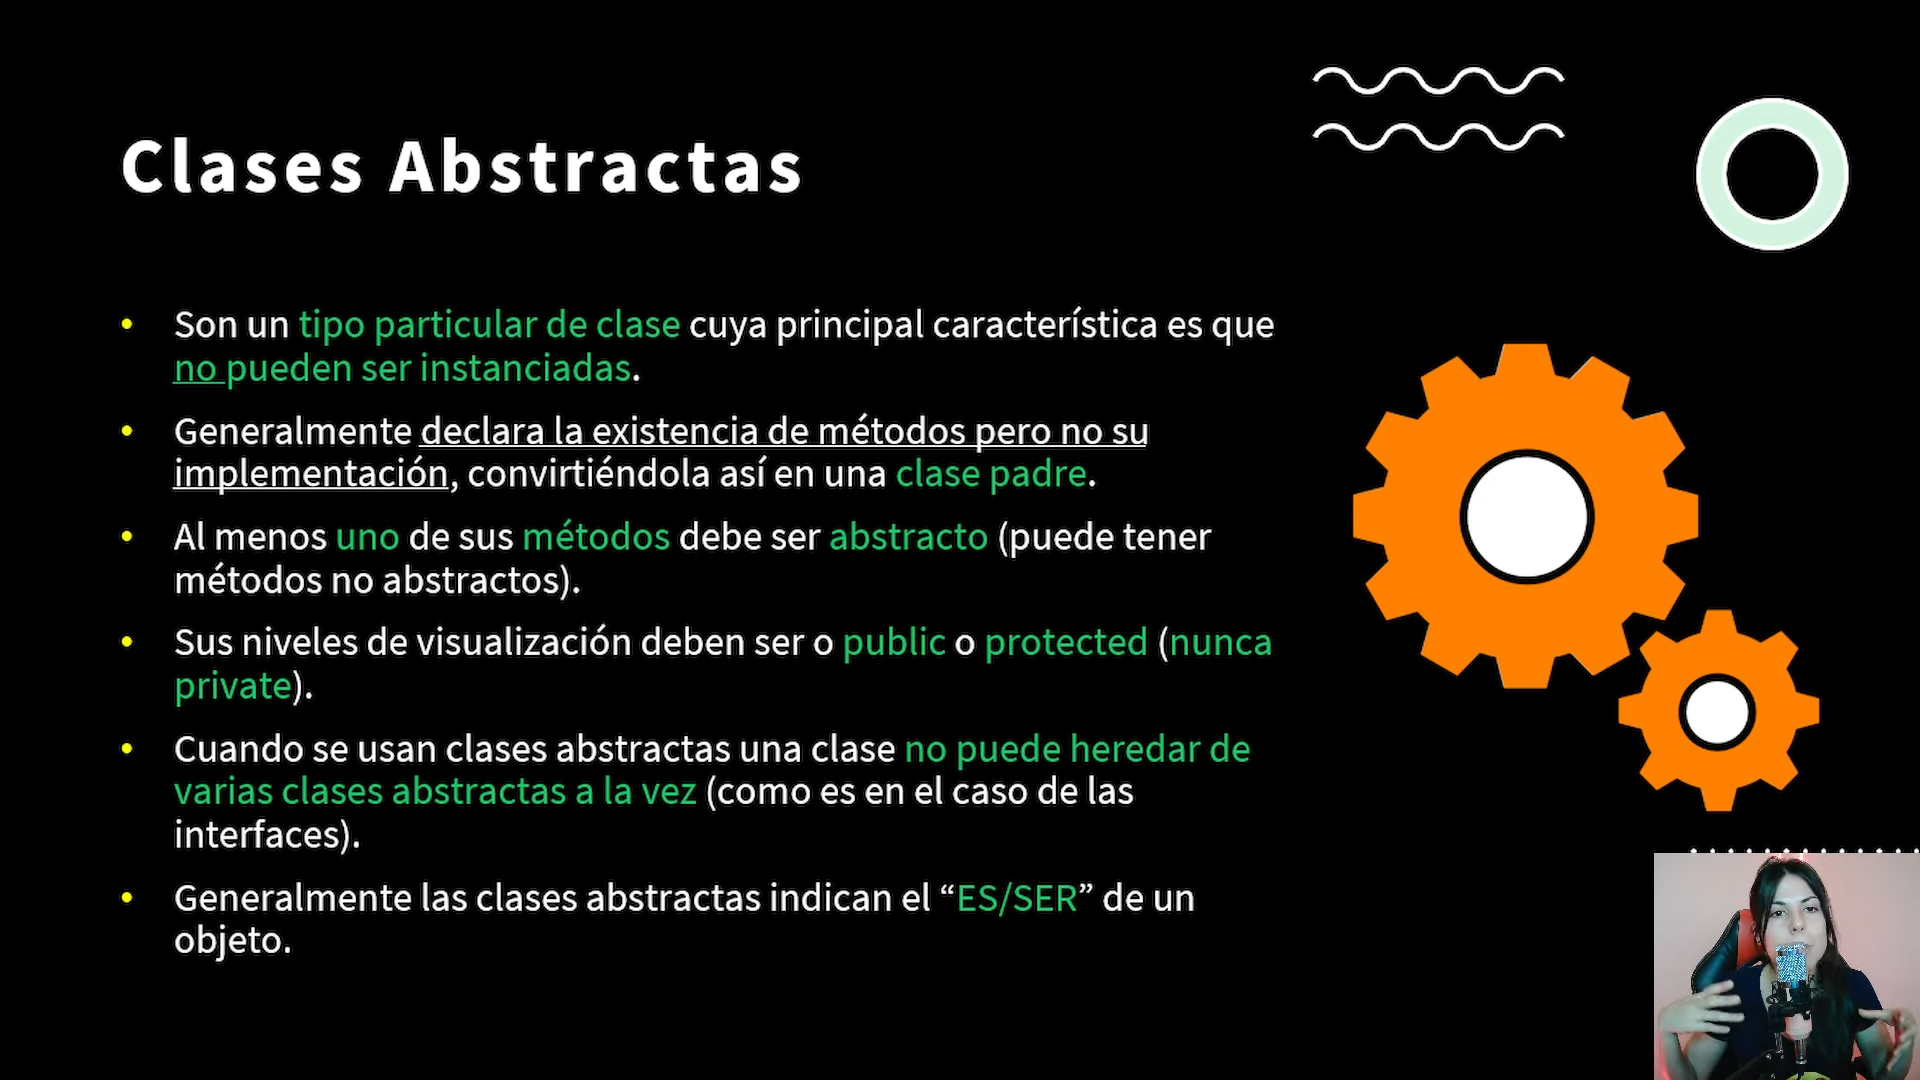 Clases Abstractas
• Son un tipo particular de clase cuya principal característica es que
no pueden ser instanciadas.
• Generalmente declara la existencia de métodos pero no su
implementación, convirtiéndola así en una clase padre.
• Al menos uno de sus métodos debe ser abstracto (puede tener
métodos no abstractos).
• Sus niveles de visualización deben ser o public o protected (nunca
private).
• Cuando se usan clases abstractas una clase no puede heredar de
varias clases abstractas a la vez (como es en el caso de las
interfaces).
• Generalmente las clases abstractas indican el “ES/SER” de un
objeto.